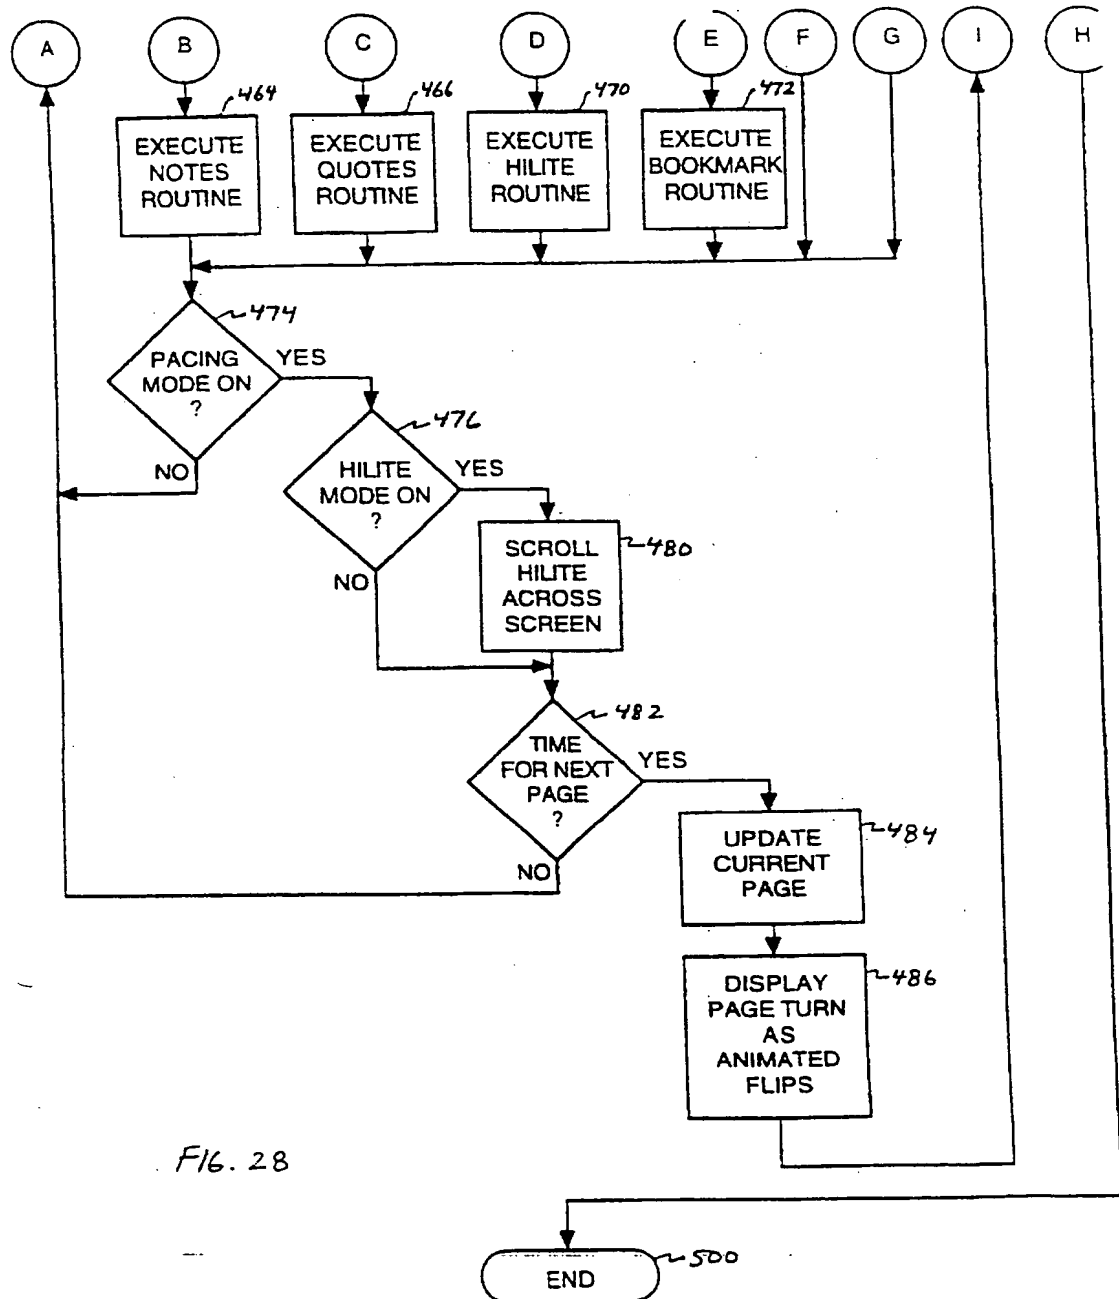 A B C D E F G I H
464 466 470 472
EXECUTE
NOTES
ROUTINE
EXECUTE
QUOTES
ROUTINE
EXECUTE
HILITE
ROUTINE
EXECUTE
BOOKMARK
ROUTINE
474
PACING
MODE ON
?
YES
NO
476
HILITE
MODE ON
?
YES
NO
480
SCROLL
HILITE
ACROSS
SCREEN
482
TIME
FOR NEXT
PAGE
?
YES
NO
484
UPDATE
CURRENT
PAGE
486
DISPLAY
PAGE TURN
AS
ANIMATED
FLIPS
FIG. 28
500
END